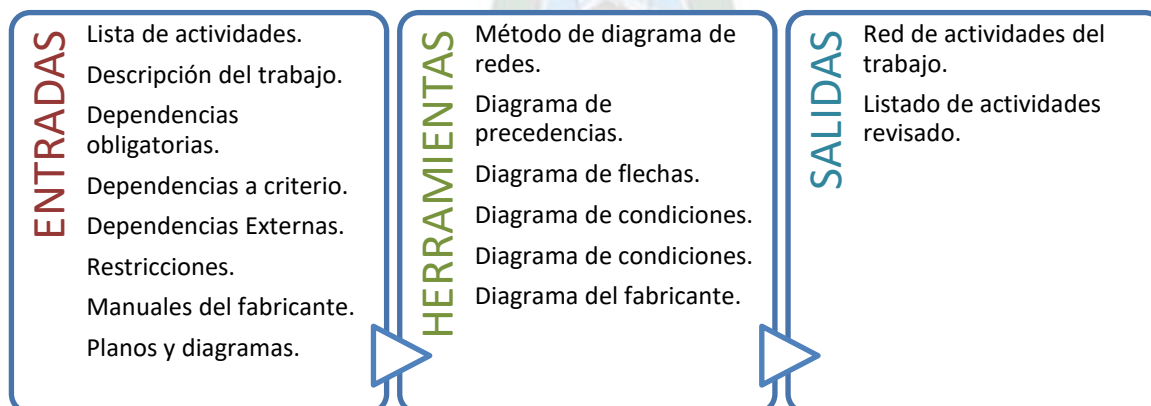 ENTRADAS
Lista de actividades.
Descripción del trabajo.
Dependencias
obligatorias.
Dependencias a criterio.
Dependencias Externas.
Restricciones.
Manuales del fabricante.
Planos y diagramas.
HERRAMIENTAS
Método de diagrama de
redes.
Diagrama de
precedencias.
Diagrama de flechas.
Diagrama de condiciones.
Diagrama de condiciones.
Diagrama del fabricante.
SALIDAS
Red de actividades del
trabajo.
Listado de actividades
revisado.